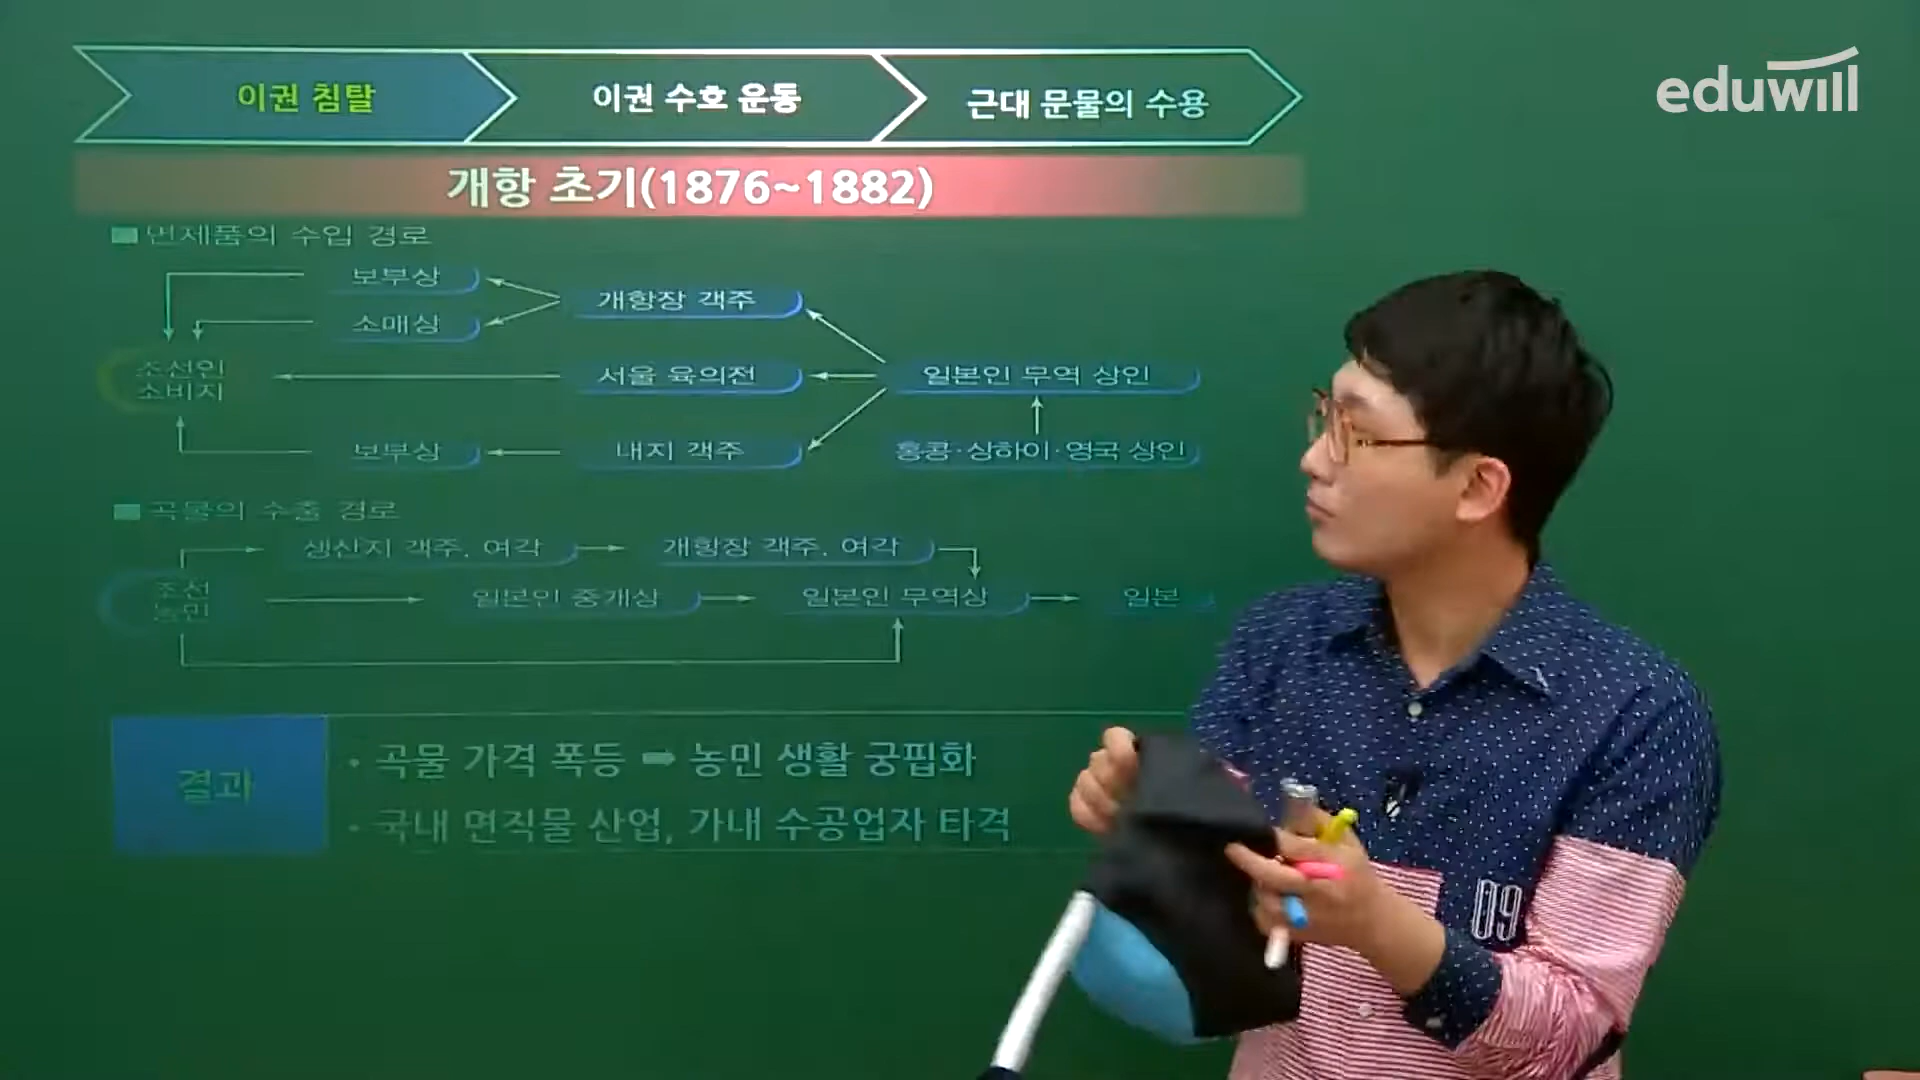 이권 침탈
이권 수호 운동
근대 문물의 수용
eduwill
개항 초기(1876~1882)
■면제품의 수입 경로
보부상
개항장 객주
소매상
조선인
소비지
서울 육의전
일본인 무역 상인
보부상
내지 객주
홍콩·상하이·영국 상인
■곡물의 수출 경로
생산지 객주, 여각
개항장 객주, 여각
조선
농민
일본인 중개상
일본인 무역상
일본
결과
• 곡물 가격 폭등 ➡ 농민 생활 궁핍화
• 국내 면직물 산업, 가내 수공업자 타격
09